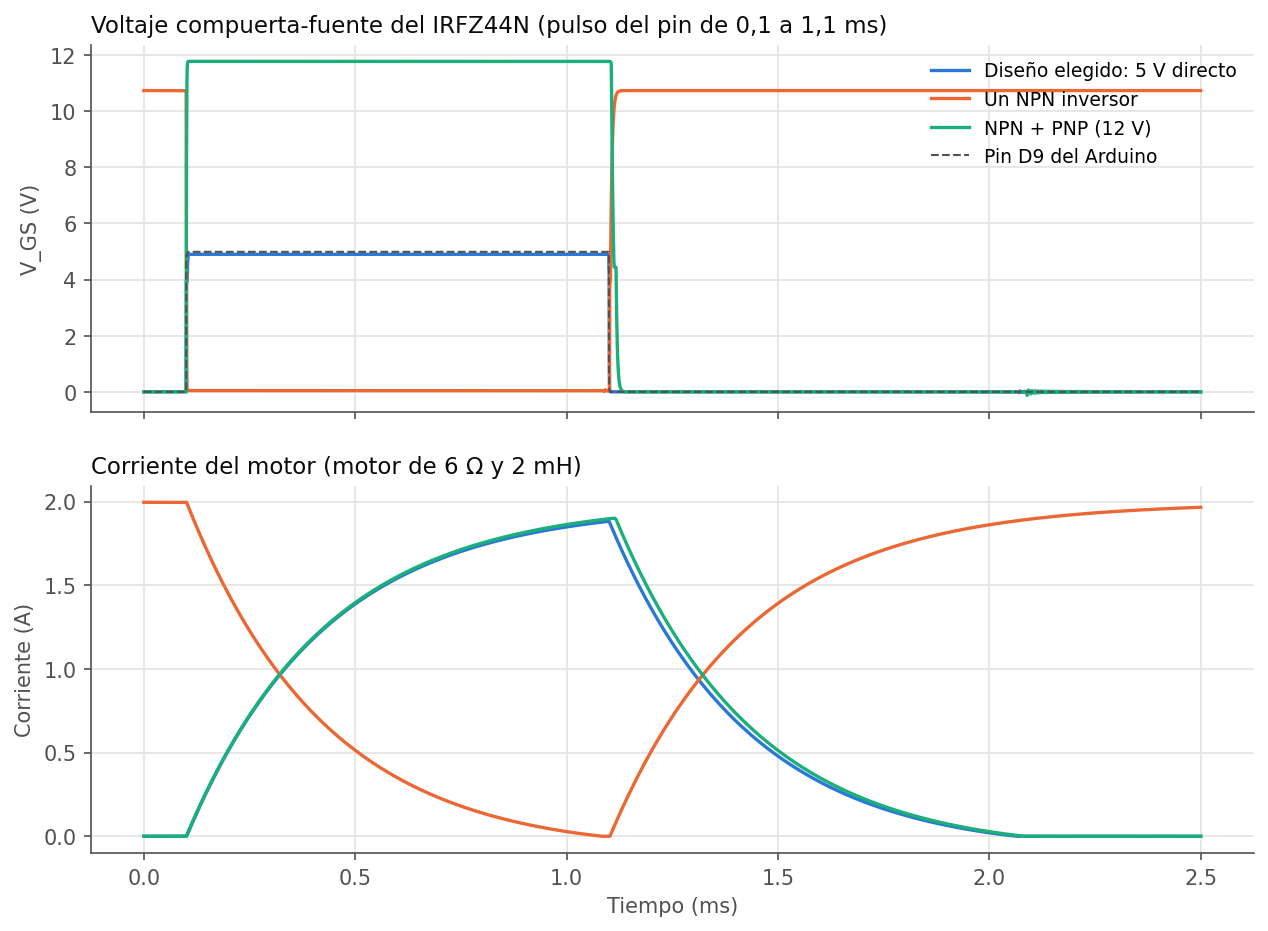 Voltaje compuerta-fuente del IRFZ44N (pulso del pin de 0,1 a 1,1 ms)
12
10
8
6
4
2
0
V_GS (V)
Diseño elegido: 5 V directo
Un NPN inversor
NPN + PNP (12 V)
Pin D9 del Arduino
Corriente del motor (motor de 6 Ω y 2 mH)
2.0
1.5
1.0
0.5
0.0
Corriente (A)
0.0 0.5 1.0 1.5 2.0 2.5
Tiempo (ms)